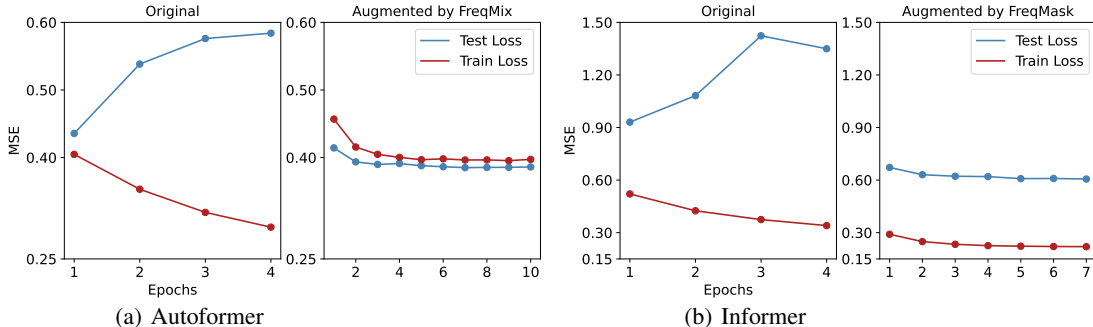 Original
Augmented by FreqMix
Original
Augmented by FreqMask
MSE
0.60
0.50
0.40
0.25
1 2 3 4
Epochs
0.60
0.50
0.40
0.25
2 4 6 8 10
Test Loss
Train Loss
MSE
1.50
1.20
0.90
0.60
0.30
0.15
1 2 3 4
Epochs
1.50
1.20
0.90
0.60
0.30
0.15
1 2 3 4 5 6 7
Test Loss
Train Loss
(a) Autoformer
(b) Informer